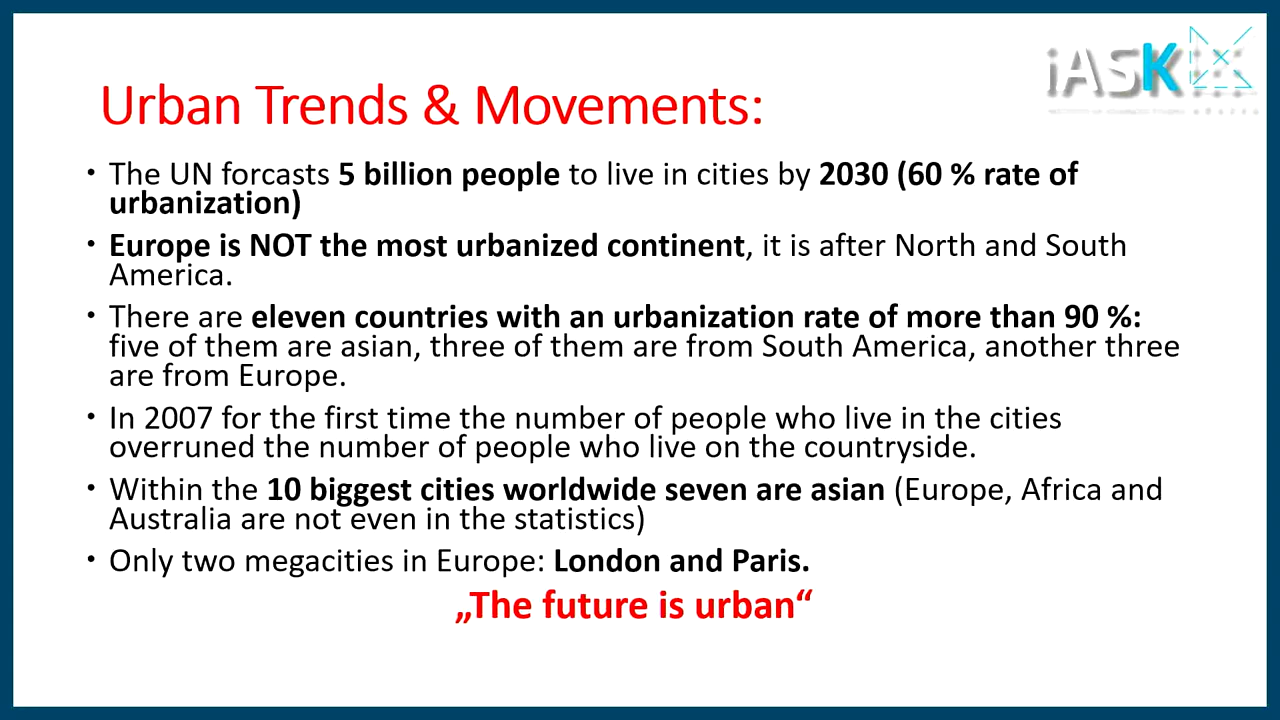 iASK
Urban Trends & Movements:
• The UN forcasts 5 billion people to live in cities by 2030 (60 % rate of
urbanization)
• Europe is NOT the most urbanized continent, it is after North and South
America.
• There are eleven countries with an urbanization rate of more than 90 %:
five of them are asian, three of them are from South America, another three
are from Europe.
• In 2007 for the first time the number of people who live in the cities
overruned the number of people who live on the countryside.
• Within the 10 biggest cities worldwide seven are asian (Europe, Africa and
Australia are not even in the statistics)
• Only two megacities in Europe: London and Paris.
„The future is urban“